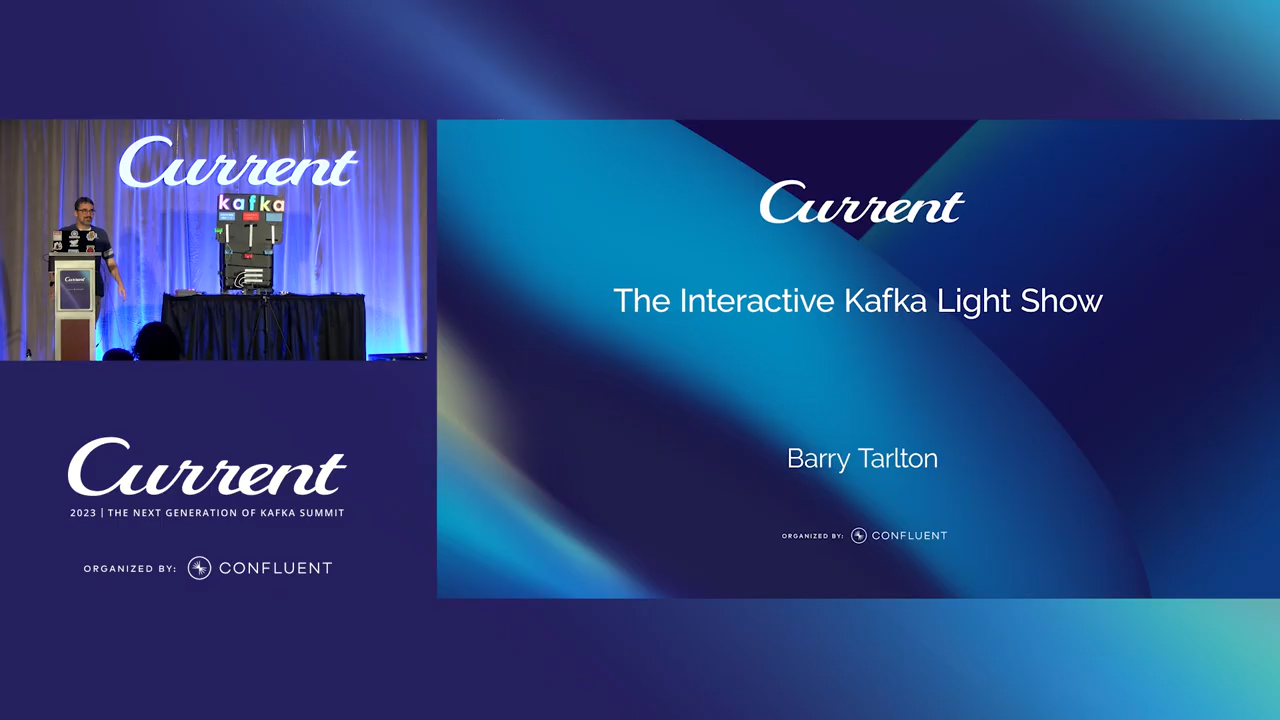 Current
kafka
Current
Current
2023 | THE NEXT GENERATION OF KAFKA SUMMIT
ORGANIZED BY: CONFLUENT
Current
The Interactive Kafka Light Show
Barry Tarlton
ORGANIZED BY: CONFLUENT